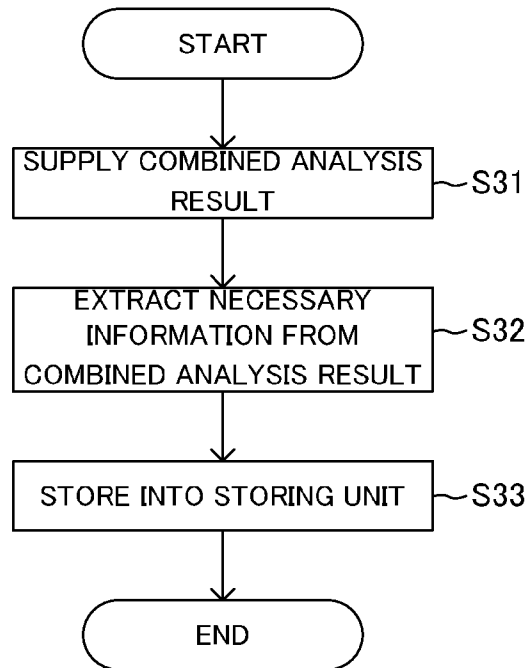 START
SUPPLY COMBINED ANALYSIS
RESULT
S31
EXTRACT NECESSARY
INFORMATION FROM
COMBINED ANALYSIS RESULT
S32
STORE INTO STORING UNIT
S33
END